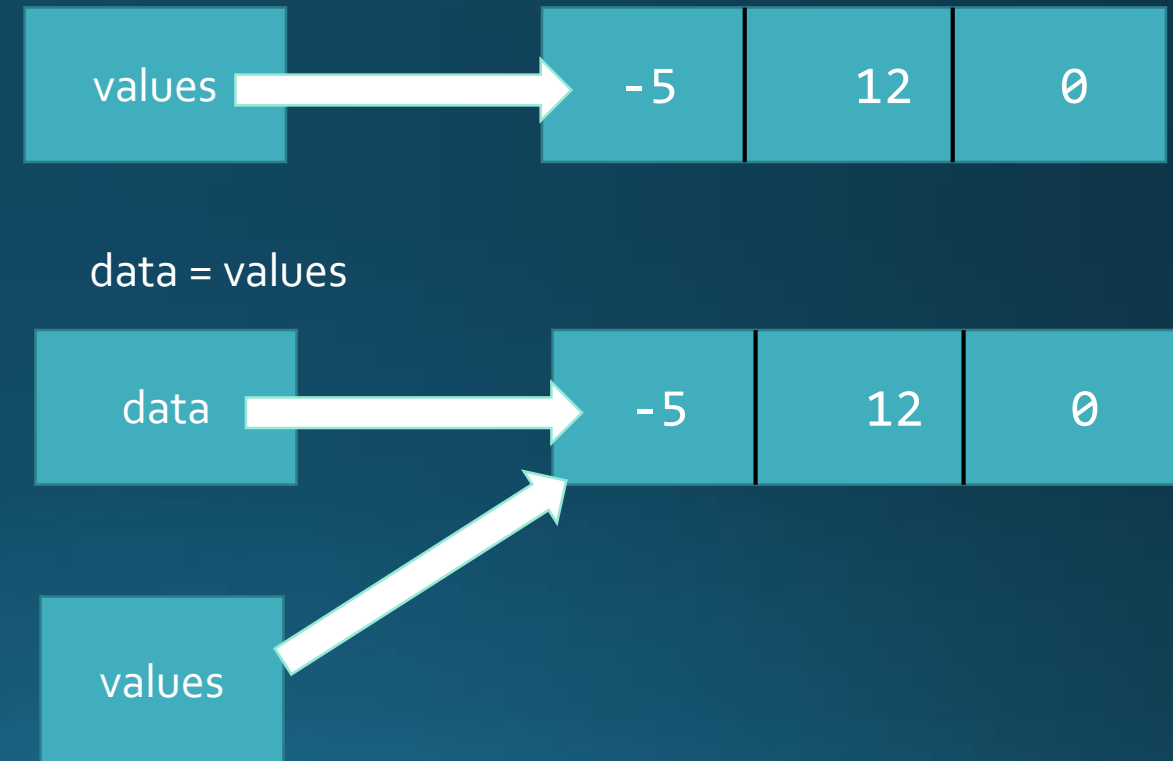 values -5 12 0
data = values
data -5 12 0
values